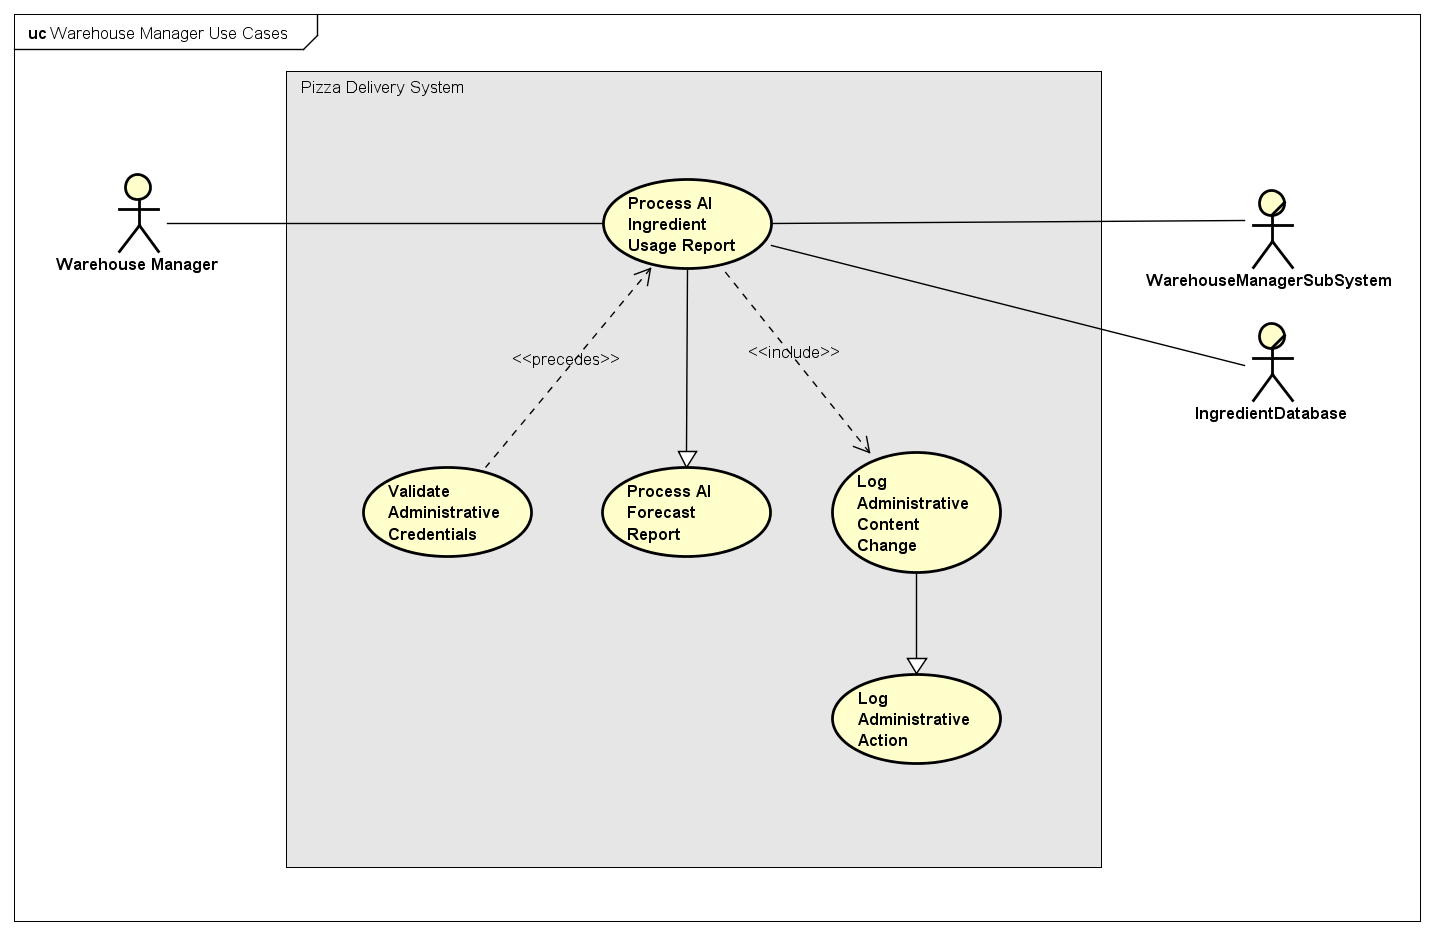 uc Warehouse Manager Use Cases
Pizza Delivery System
Process AI
Ingredient
Usage Report
Warehouse Manager
WarehouseManagerSubSystem
<<precedes>>
<<include>>
IngredientDatabase
Validate
Administrative
Credentials
Process AI
Forecast
Report
Log
Administrative
Content
Change
Log
Administrative
Action